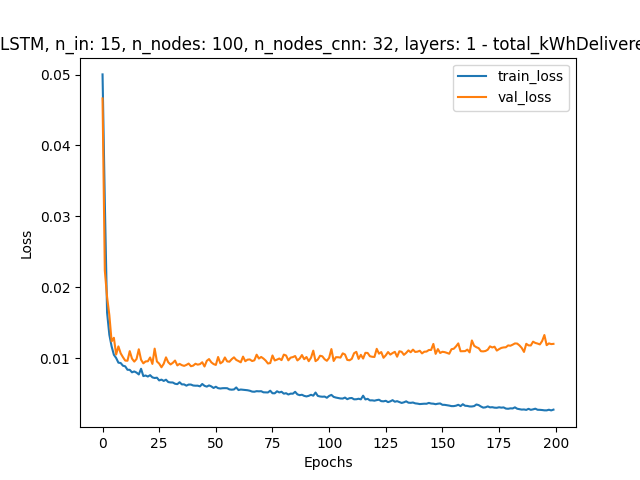 LSTM, n_in: 15, n_nodes: 100, n_nodes_cnn: 32, layers: 1 - total_kWhDelivere
train_loss
val_loss
0.05
0.04
0.03
0.02
0.01
Loss
0 25 50 75 100 125 150 175 200
Epochs